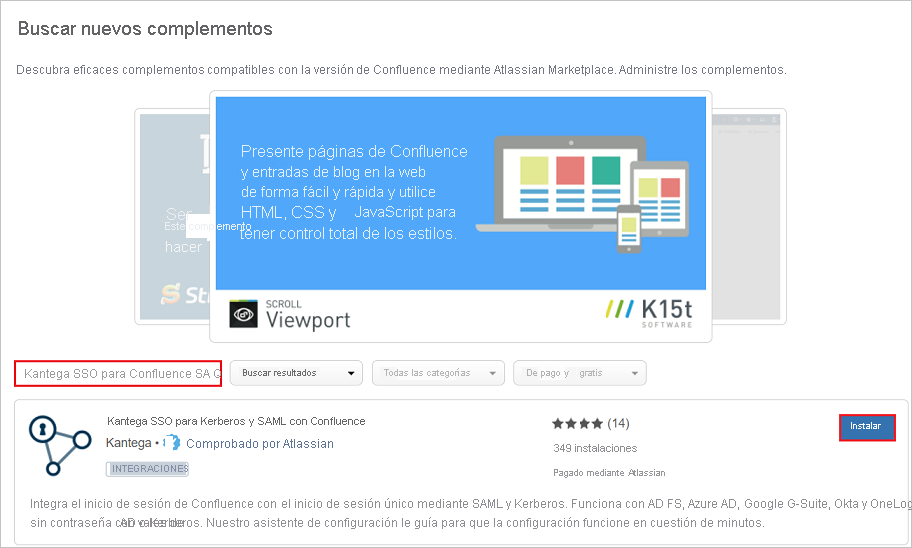 Buscar nuevos complementos
Descubra eficaces complementos compatibles con la versión de Confluence mediante Atlassian Marketplace. Administre los complementos.
Presente páginas de Confluence
y entradas de blog en la web
de forma fácil y rápida y utilice
HTML, CSS y JavaScript para
tener control total de los estilos.
Ser
Este complemento
hacer
SCROLL
Viewport
K15t
SOFTWARE
Kantega SSO para Confluence SA
Buscar resultados
Todas las categorías
De pago y gratis
Kantega SSO para Kerberos y SAML con Confluence
(14)
Instalar
Kantega • Comprobado por Atlassian
349 instalaciones
INTEGRACIONES
Pagado mediante Atlassian
Integra el inicio de sesión de Confluence con el inicio de sesión único mediante SAML y Kerberos. Funciona con AD FS, Azure AD, Google G-Suite, Okta y OneLog
sin contraseña Kerberos. Nuestro asistente de configuración le guía para que la configuración funcione en cuestión de minutos.